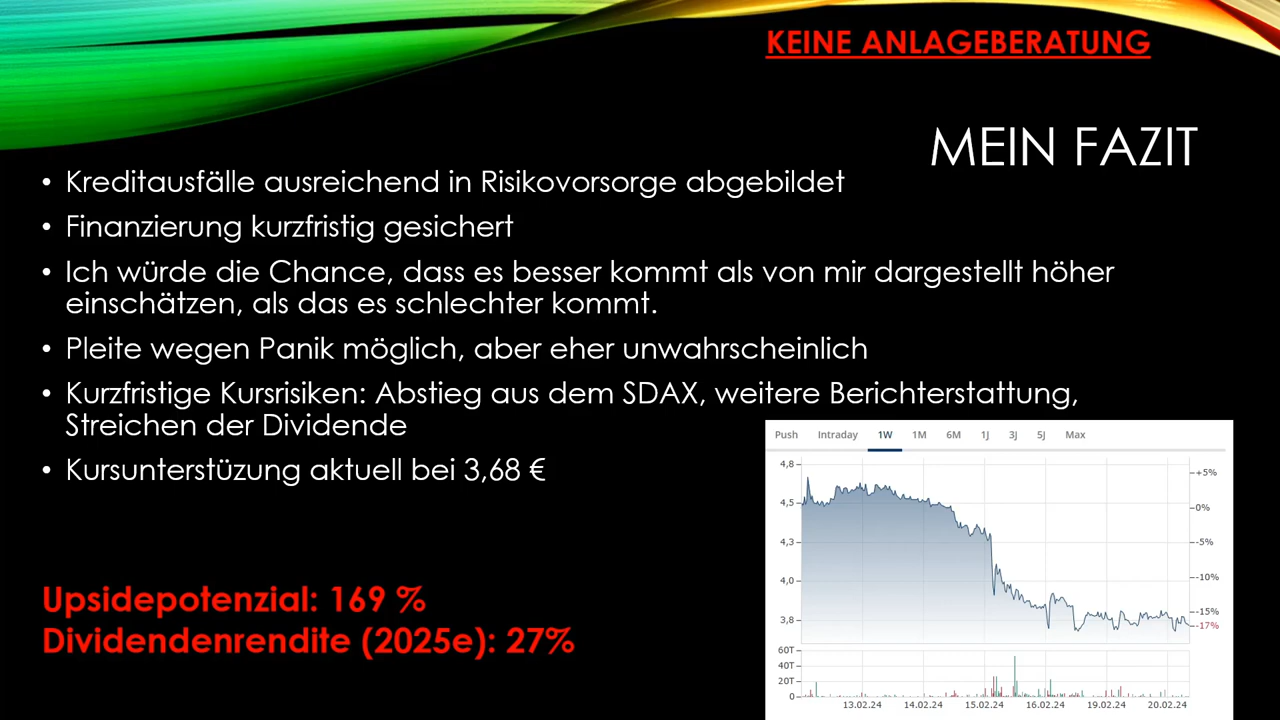 KEINE ANLAGEBERATUNG
MEIN FAZIT
• Kreditausfälle ausreichend in Risikovorsorge abgebildet
• Finanzierung kurzfristig gesichert
• Ich würde die Chance, dass es besser kommt als von mir dargestellt höher
einschätzen, als das es schlechter kommt.
• Pleite wegen Panik möglich, aber eher unwahrscheinlich
• Kurzfristige Kursrisiken: Abstieg aus dem SDAX, weitere Berichterstattung,
Streichen der Dividende
• Kursunterstüzung aktuell bei 3,68 €
Upsidepotenzial: 169 %
Dividendenrendite (2025e): 27%
Push Intraday 1W 1M 6M 1J 3J 5J Max
4,8
4,5
4,3
4,0
3,8
+5%
0%
-5%
-10%
-15%
-17%
60T
40T
20T
0
13.02.24 14.02.24 15.02.24 16.02.24 19.02.24 20.02.24